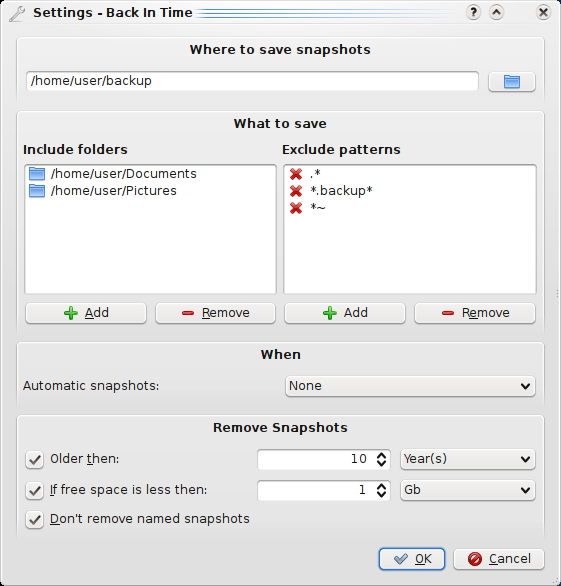 Settings - Back In Time
?
Where to save snapshots
/home/user/backup
What to save
Include folders Exclude patterns
/home/user/Documents .*
/home/user/Pictures *.backup*
*~
Add Remove Add Remove
When
Automatic snapshots: None
Remove Snapshots
Older then: 10 Year(s)
If free space is less then: 1 Gb
Don't remove named snapshots
OK Cancel